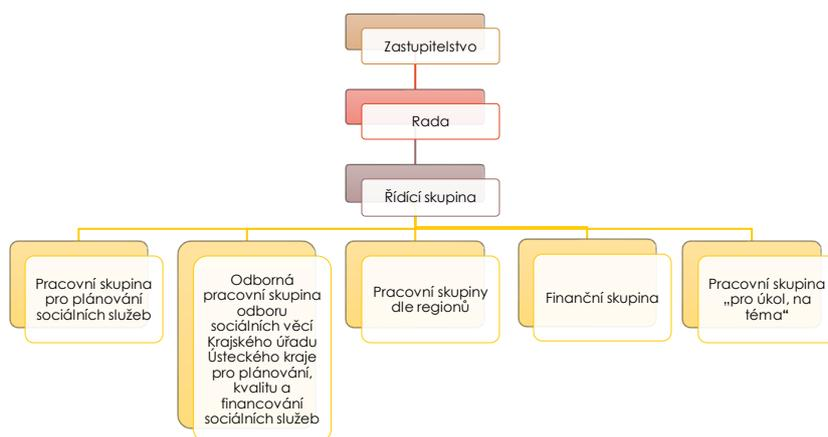 Zastupitelstvo
Rada
Řídící skupina
Pracovní skupina
pro plánování
sociálních služeb
Odborná
pracovní skupina
odboru
sociálních věcí
Krajského úřadu
Ústeckého kraje
pro plánování,
kvalitu a
financování
sociálních služeb
Pracovní skupiny
dle regionů
Finanční skupina
Pracovní skupina
„pro úkol, na
téma“